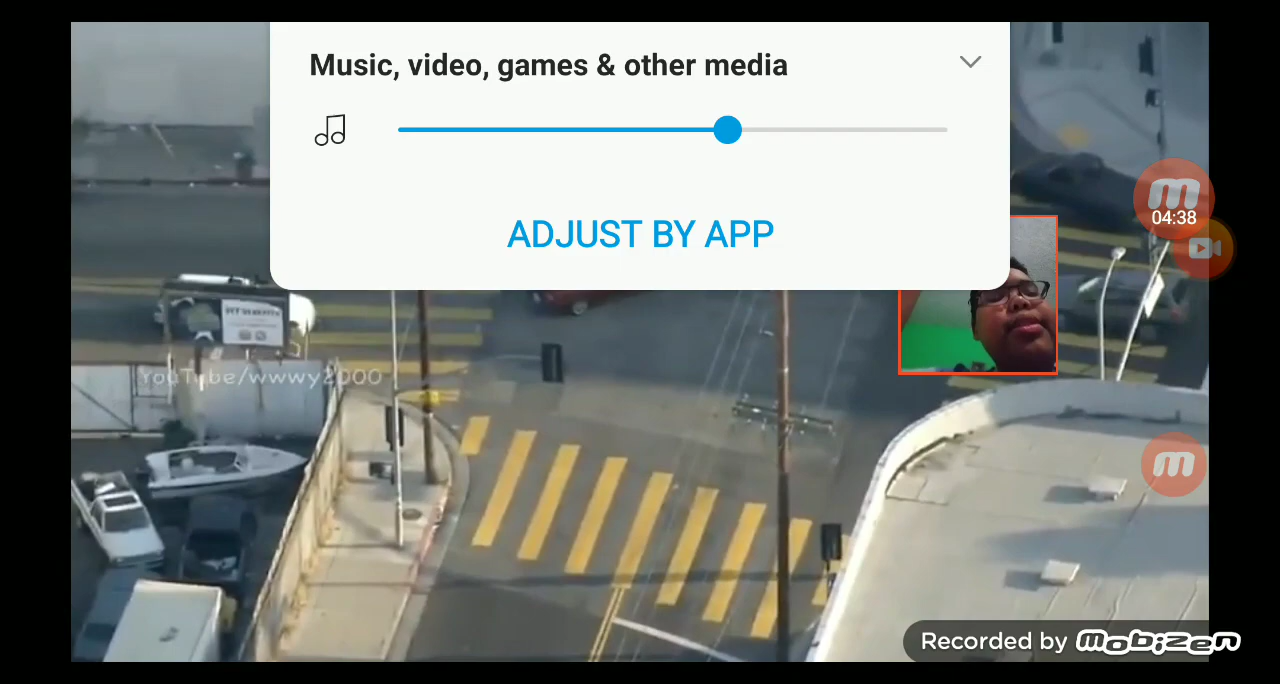 Music, video, games & other media
ADJUST BY APP
04:38
YouTube/wwwy2000
Recorded by mobizen